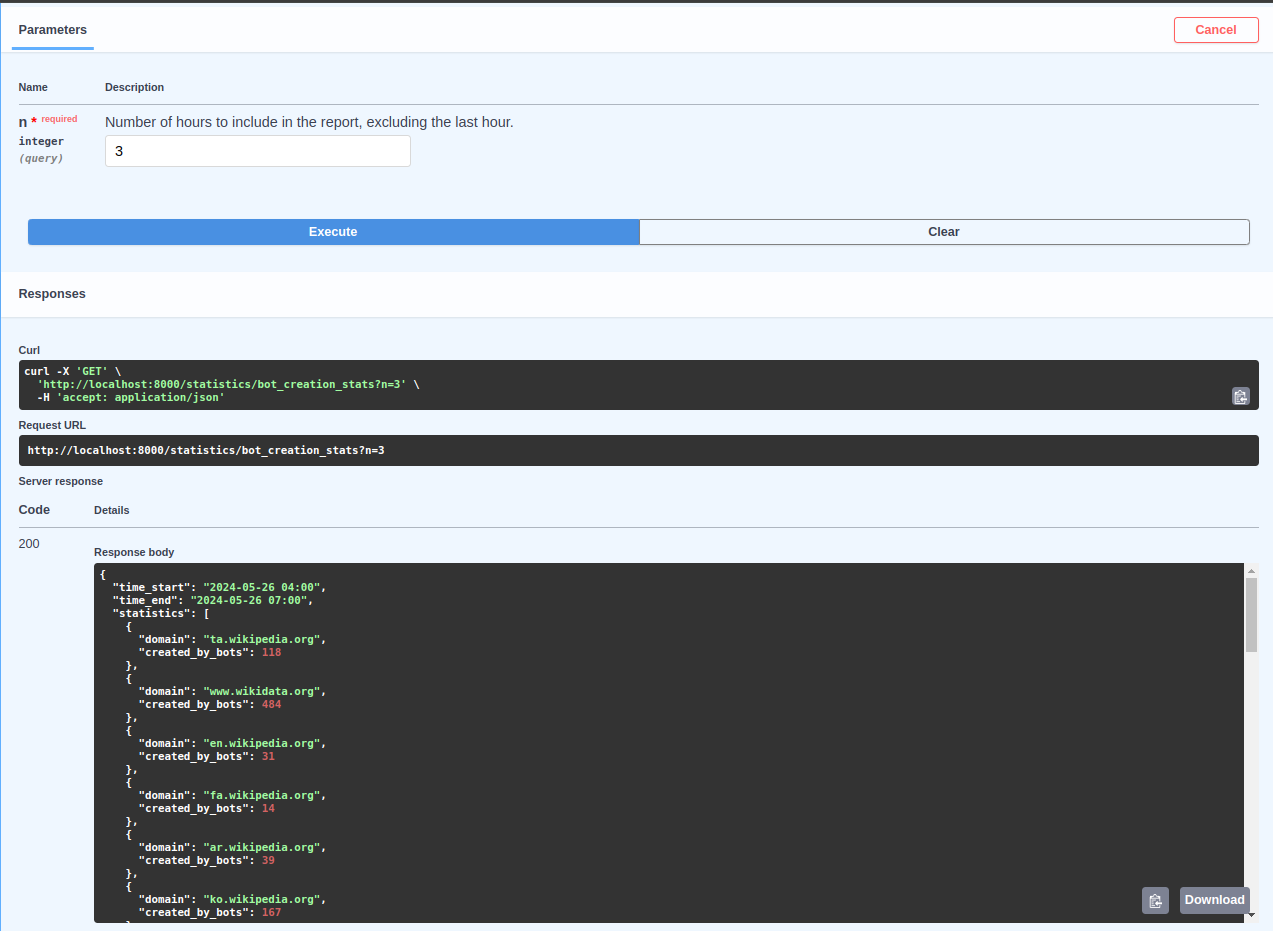 Parameters
Cancel
Name Description
n * required Number of hours to include in the report, excluding the last hour.
integer
(query)
3
Execute Clear
Responses
Curl
curl -X 'GET' \
  'http://localhost:8000/statistics/bot_creation_stats?n=3' \
  -H 'accept: application/json'
Request URL
http://localhost:8000/statistics/bot_creation_stats?n=3
Server response
Code Details
200
Response body
{
  "time_start": "2024-05-26 04:00",
  "time_end": "2024-05-26 07:00",
  "statistics": [
    {
      "domain": "ta.wikipedia.org",
      "created_by_bots": 118
    },
    {
      "domain": "www.wikidata.org",
      "created_by_bots": 484
    },
    {
      "domain": "en.wikipedia.org",
      "created_by_bots": 31
    },
    {
      "domain": "fa.wikipedia.org",
      "created_by_bots": 14
    },
    {
      "domain": "ar.wikipedia.org",
      "created_by_bots": 39
    },
    {
      "domain": "ko.wikipedia.org",
      "created_by_bots": 167
Download